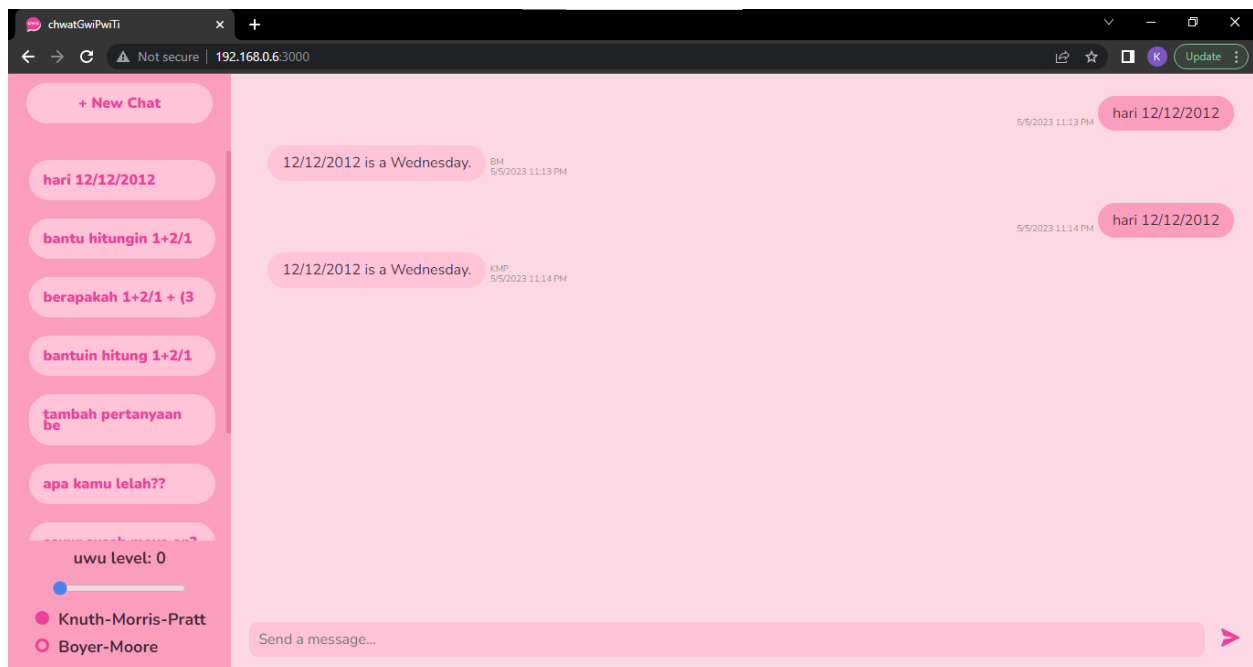 chwatGwiPwiTi
Not secure
192.168.0.6:3000
K
Update
+ New Chat
hari 12/12/2012
bantu hitungin 1+2/1
berapakah 1+2/1 + (3
bantuin hitung 1+2/1
tambah pertanyaan
be
apa kamu lelah??
uwu level: 0
Knuth-Morris-Pratt
Boyer-Moore
5/5/2023 11:13 PM
hari 12/12/2012
12/12/2012 is a Wednesday.
BM
5/5/2023 11:13 PM
5/5/2023 11:14 PM
hari 12/12/2012
12/12/2012 is a Wednesday.
KMP
5/5/2023 11:14 PM
Send a message...